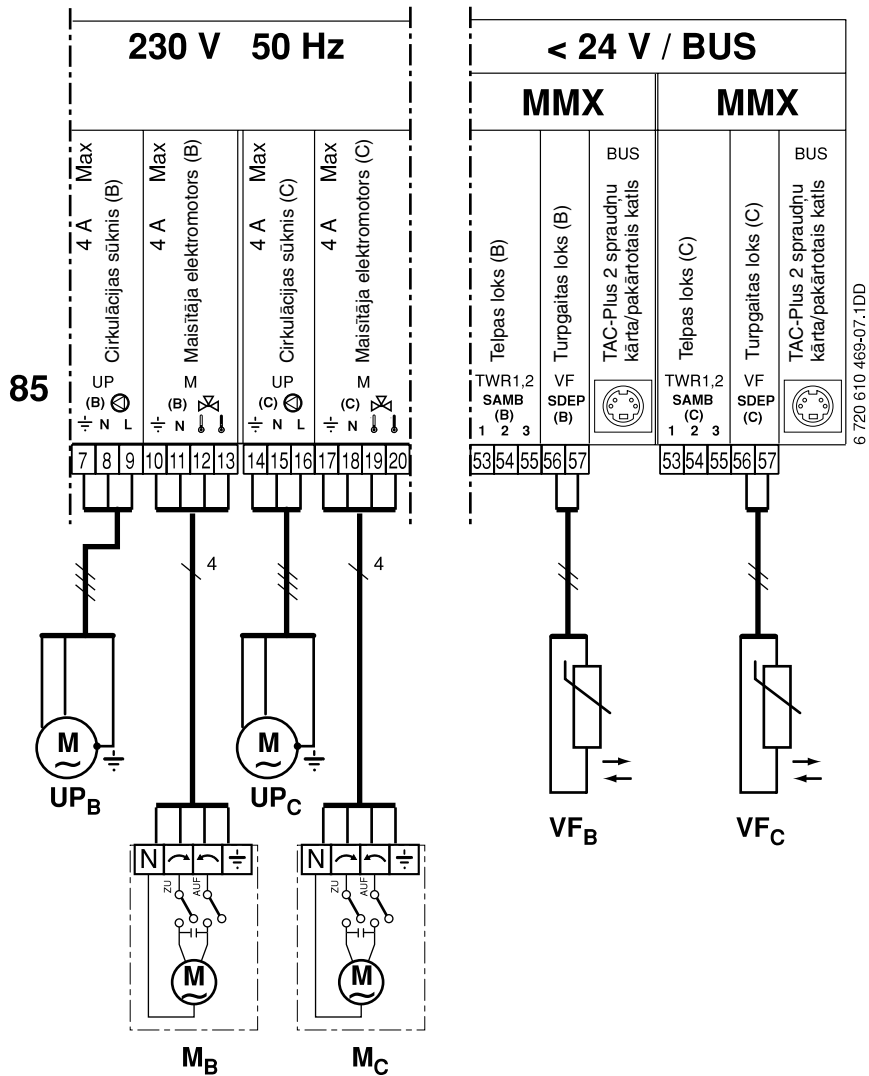 230 V 50 Hz
< 24 V / BUS
MMX
MMX
4 A Max
Cirkulācijas sūknis (B)
4 A Max
Maisītāja elektromotors (B)
4 A Max
Cirkulācijas sūknis (C)
4 A Max
Maisītāja elektromotors (C)
Telpas loks (B)
Turpgaitas loks (B)
BUS
TAC-Plus 2 spraudņu
kārta/pakārtotais katls
Telpas loks (C)
Turpgaitas loks (C)
BUS
TAC-Plus 2 spraudņu
kārta/pakārtotais katls
6 720 610 469-07.1DD
85
UP
(B)
N L
M
(B)
N
UP
(C)
N L
M
(C)
N
TWR1,2
SAMB
(B)
1 2 3
VF
SDEP
(B)
TWR1,2
SAMB
(C)
1 2 3
VF
SDEP
(C)
7 8 9 10 11 12 13 14 15 16 17 18 19 20
53 54 55 56 57
53 54 55 56 57
4
4
M
~
UPB
M
~
UPC
VFB
VFC
N
ZU
AUF
M
~
MB
N
ZU
AUF
M
~
MC